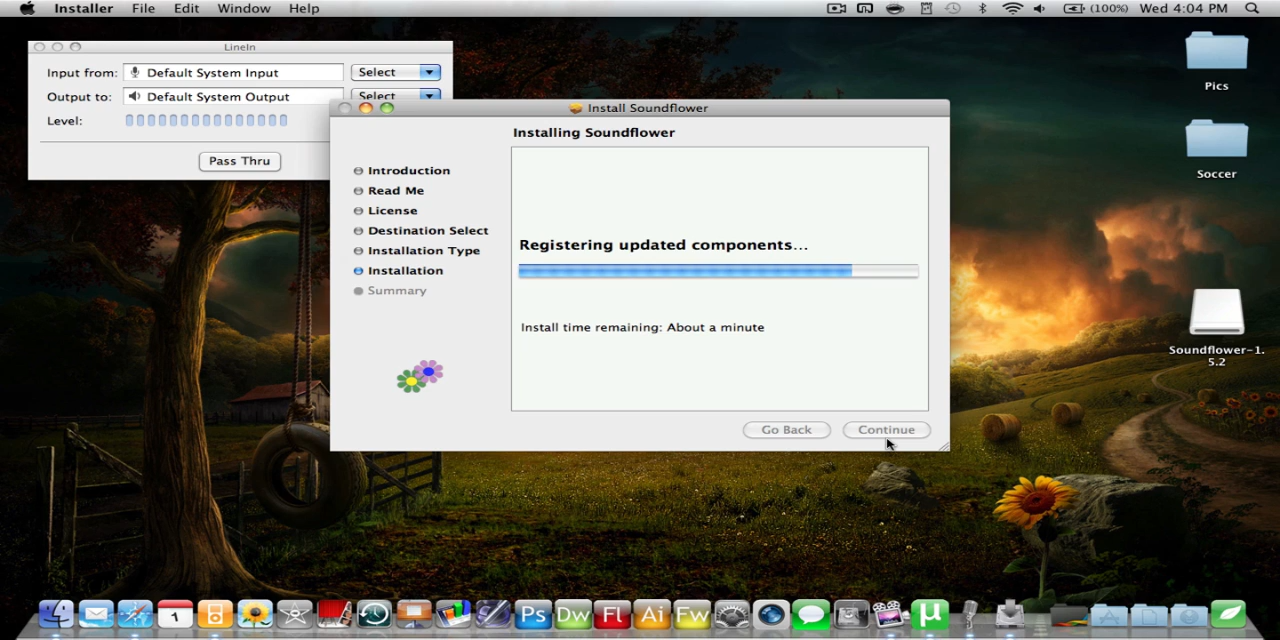 Installer File Edit Window Help (100%) Wed 4:04 PM
LineIn
Input from: Default System Input Select
Output to: Default System Output Select
Level:
Pass Thru
Install Soundflower
Installing Soundflower
Introduction
Read Me
License
Destination Select
Installation Type
Installation
Summary
Registering updated components...
Install time remaining: About a minute
Go Back Continue
Pics
Soccer
Soundflower-1.
5.2
1
Ps Dw Fl Ai Fw µ